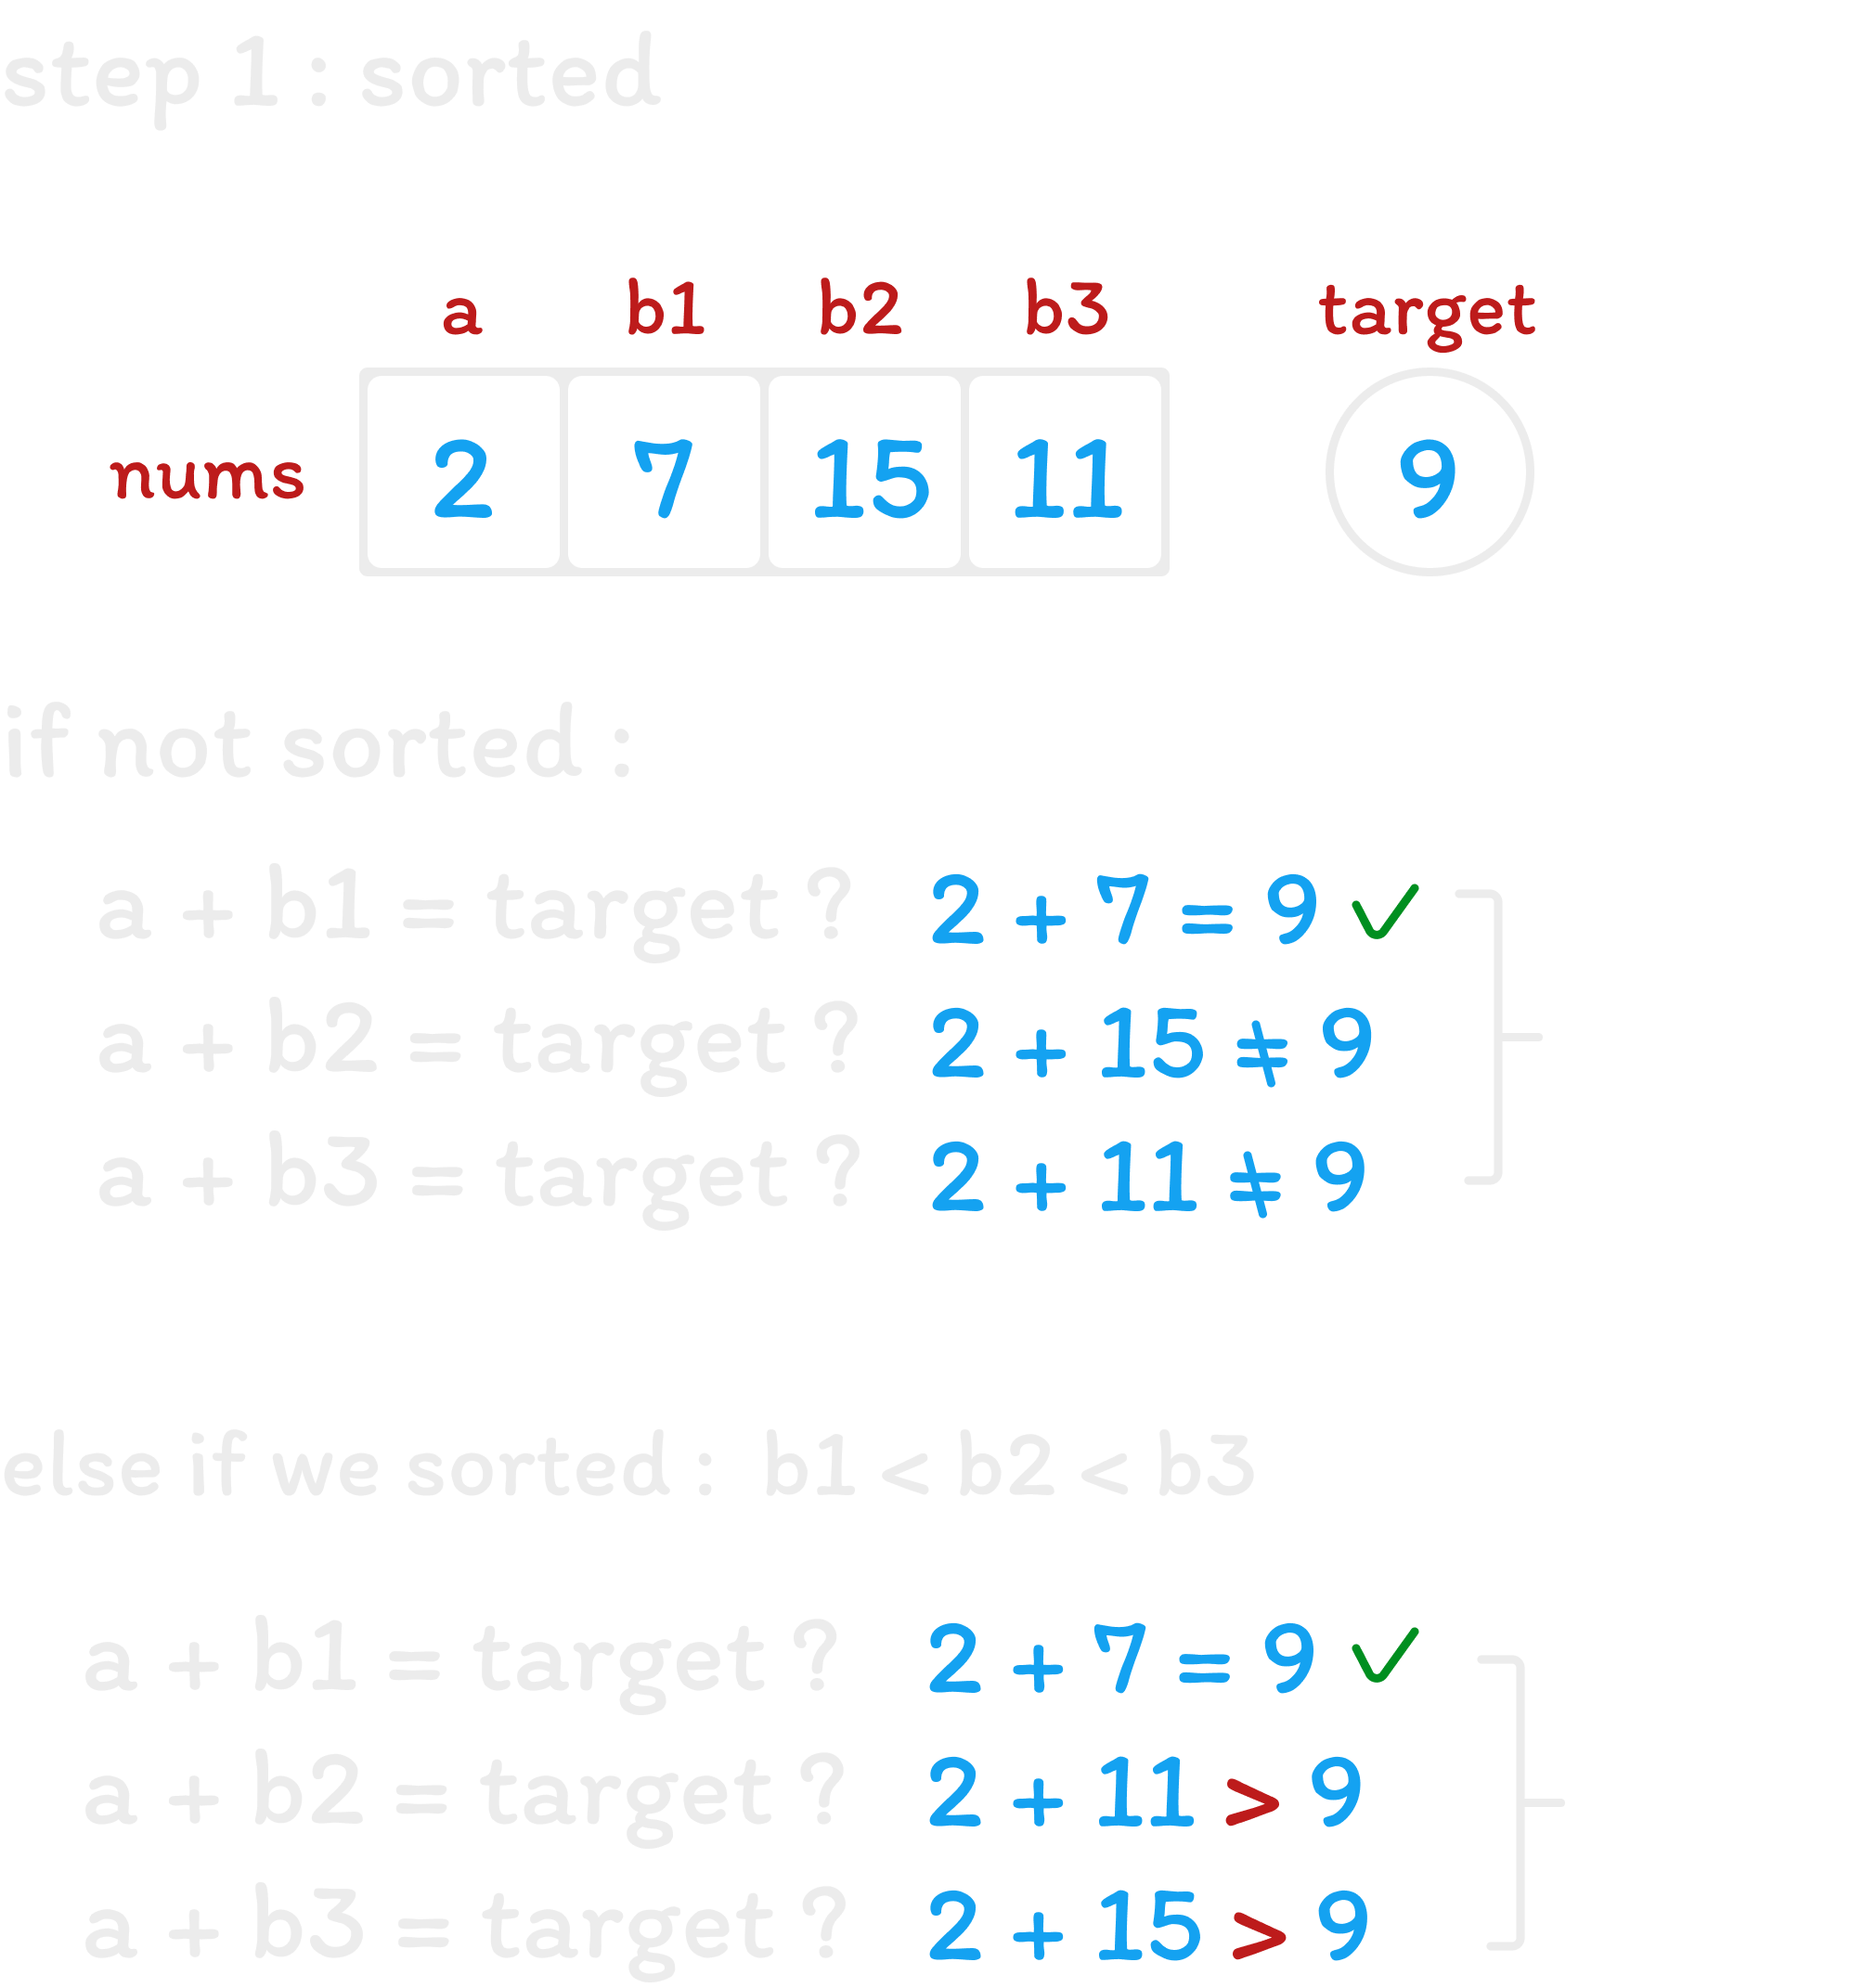 step 1 : sorted
a b1 b2 b3 target
nums 2 7 15 11 9
if not sorted :
a + b1 = target ? 2 + 7 = 9 ✓
a + b2 = target ? 2 + 15 ≠ 9
a + b3 = target ? 2 + 11 ≠ 9
else if we sorted : b1 < b2 < b3
a + b1 = target ? 2 + 7 = 9 ✓
a + b2 = target ? 2 + 11 > 9
a + b3 = target ? 2 + 15 > 9